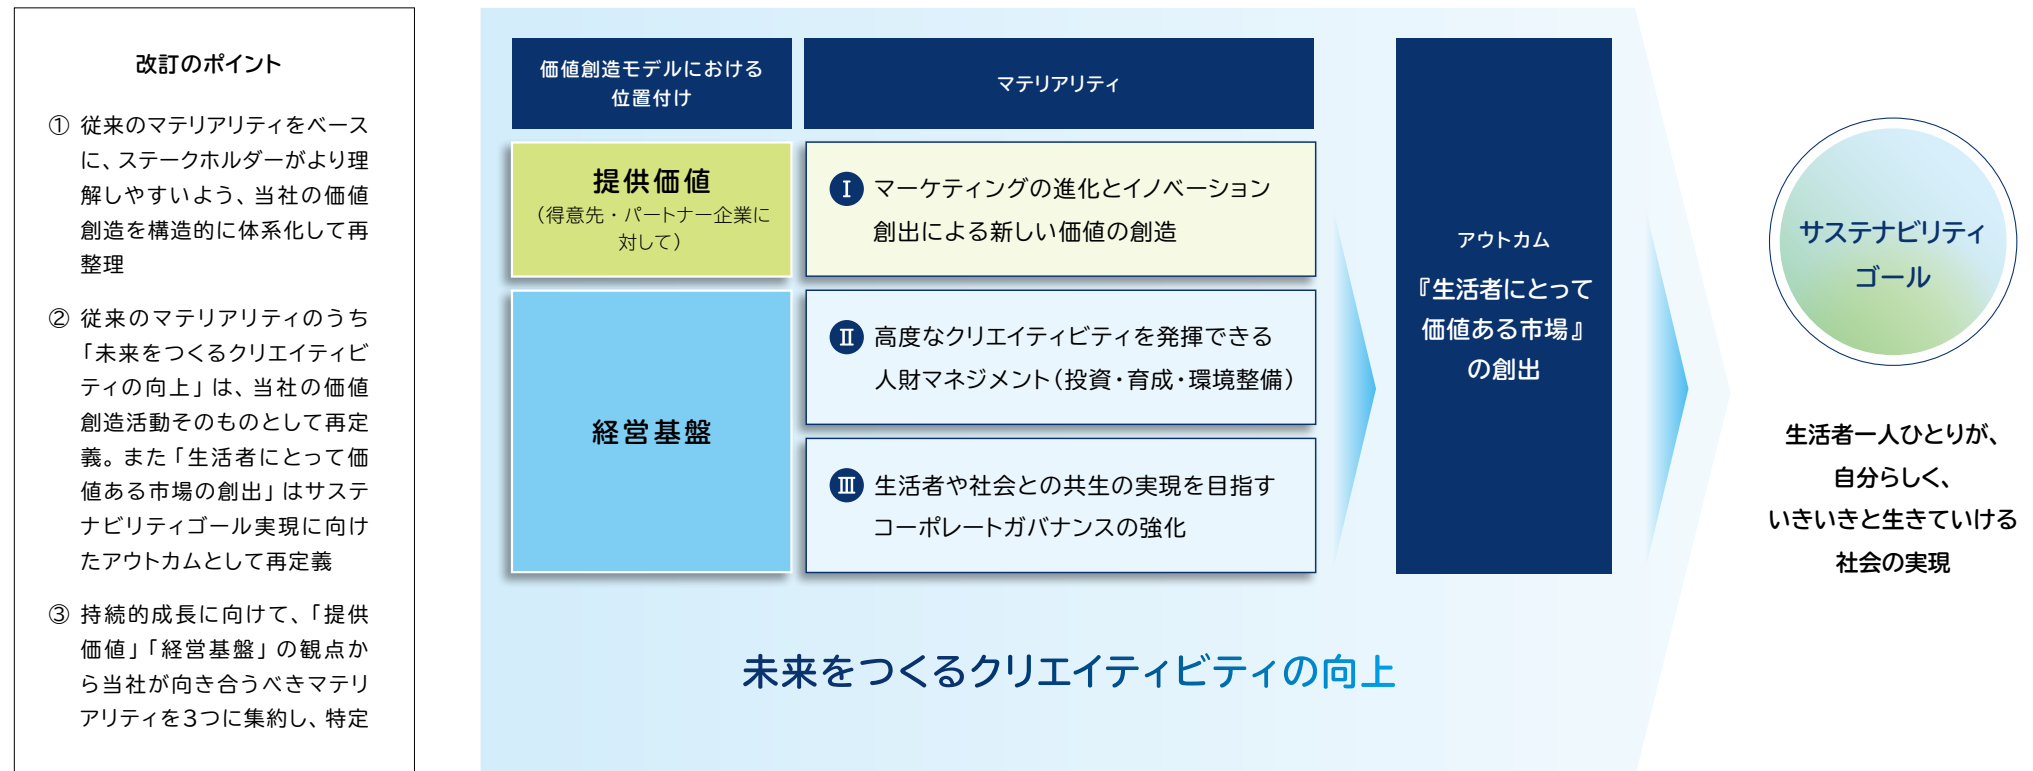 改訂のポイント
① 従来のマテリアリティをベース
に、ステークホルダーがより理
解しやすいよう、当社の価値
創造を構造的に体系化して再
整理
② 従来のマテリアリティのうち
「未来をつくるクリエイティビ
ティの向上」は、当社の価値
創造活動そのものとして再定
義。また「生活者にとって価
値ある市場の創出」はサステ
ナビリティゴール実現に向け
たアウトカムとして再定義
③ 持続的成長に向けて、「提供
価値」「経営基盤」の観点か
ら当社が向き合うべきマテリ
アリティを3つに集約し、特定
価値創造モデルにおける
位置付け
マテリアリティ
提供価値
（得意先・パートナー企業に
対して）
Ⅰ マーケティングの進化とイノベーション
創出による新しい価値の創造
経営基盤
Ⅱ 高度なクリエイティビティを発揮できる
人財マネジメント（投資・育成・環境整備）
Ⅲ 生活者や社会との共生の実現を目指す
コーポレートガバナンスの強化
アウトカム
『生活者にとって
価値ある市場』
の創出
未来をつくるクリエイティビティの向上
サステナビリティ
ゴール
生活者一人ひとりが、
自分らしく、
いきいきと生きていける
社会の実現